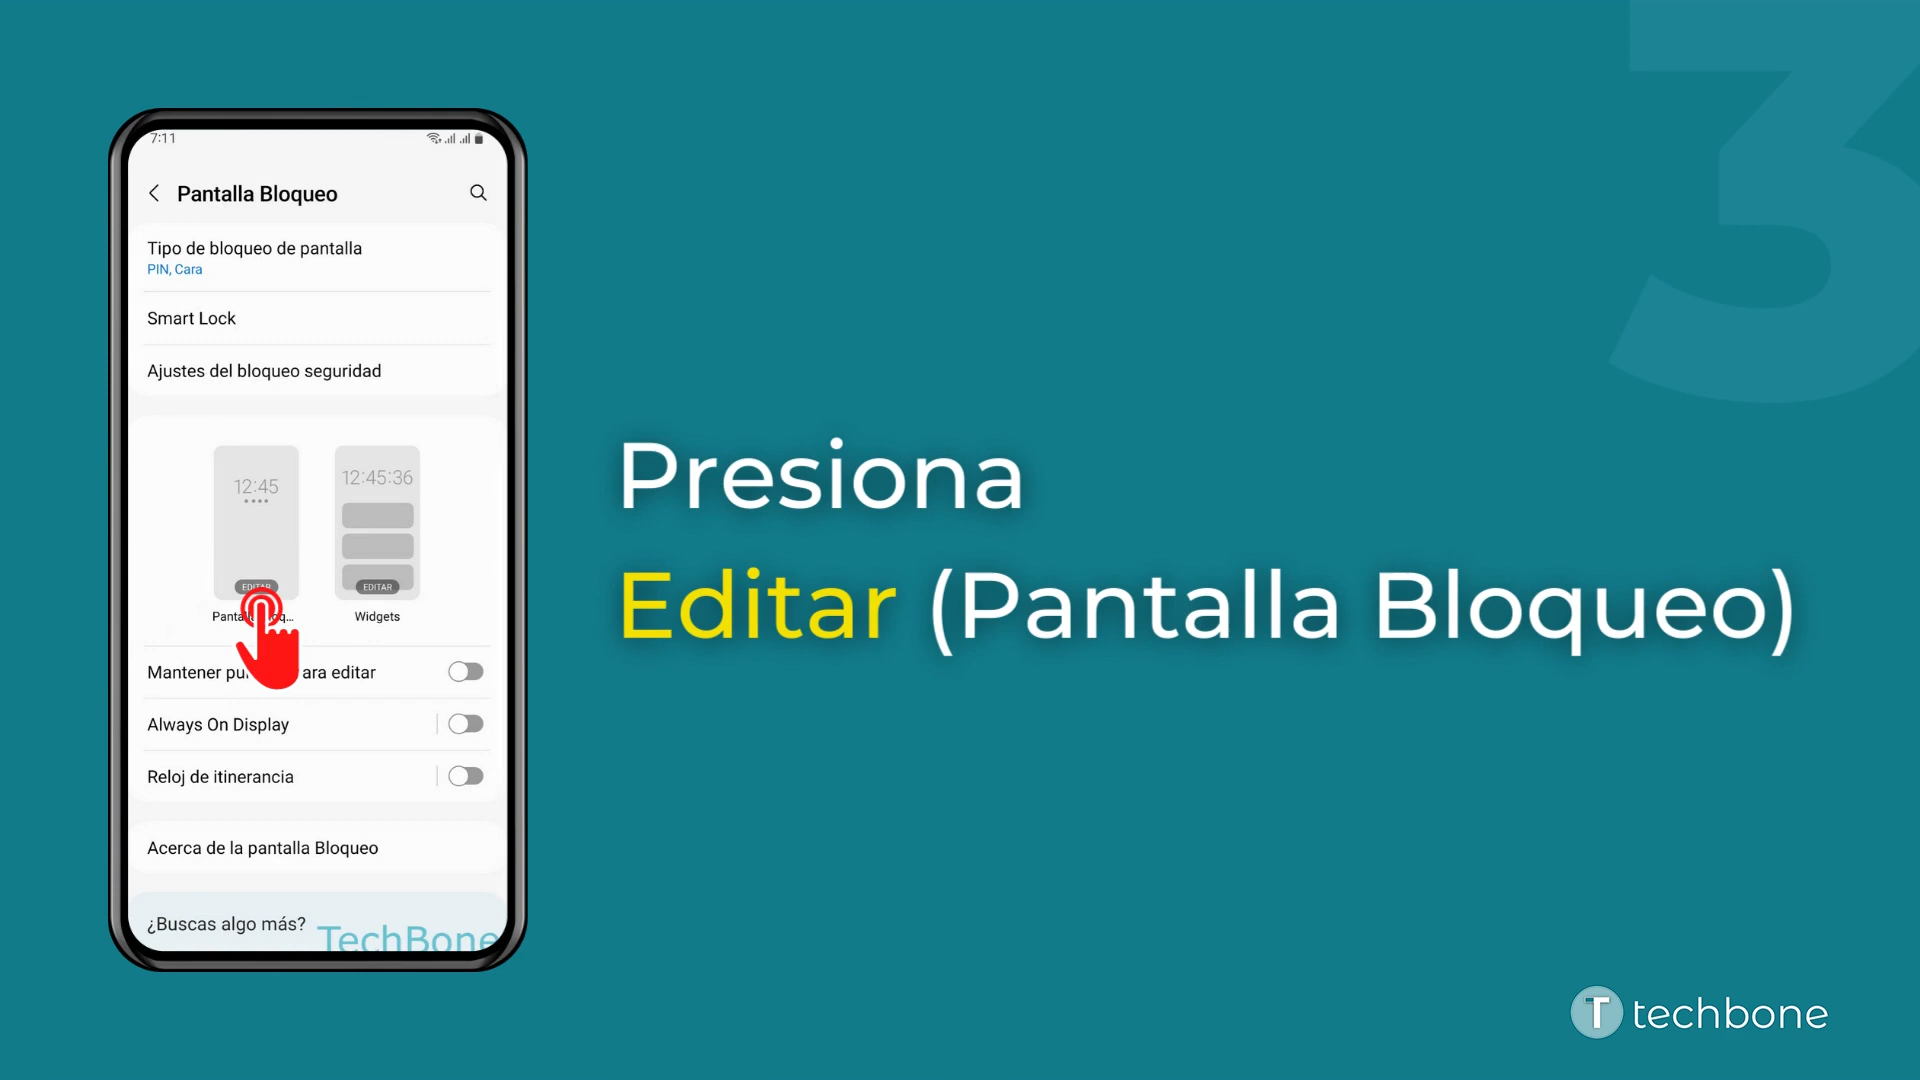 3
7:11
Pantalla Bloqueo
Tipo de bloqueo de pantalla
PIN, Cara
Smart Lock
Ajustes del bloqueo seguridad
12:45
12:45:36
EDITAR
EDITAR
Widgets
Mantener editar
Always On Display
Reloj de itinerancia
Acerca de la pantalla Bloqueo
¿Buscas algo más?
TechBone
Presiona
Editar (Pantalla Bloqueo)
T techbone